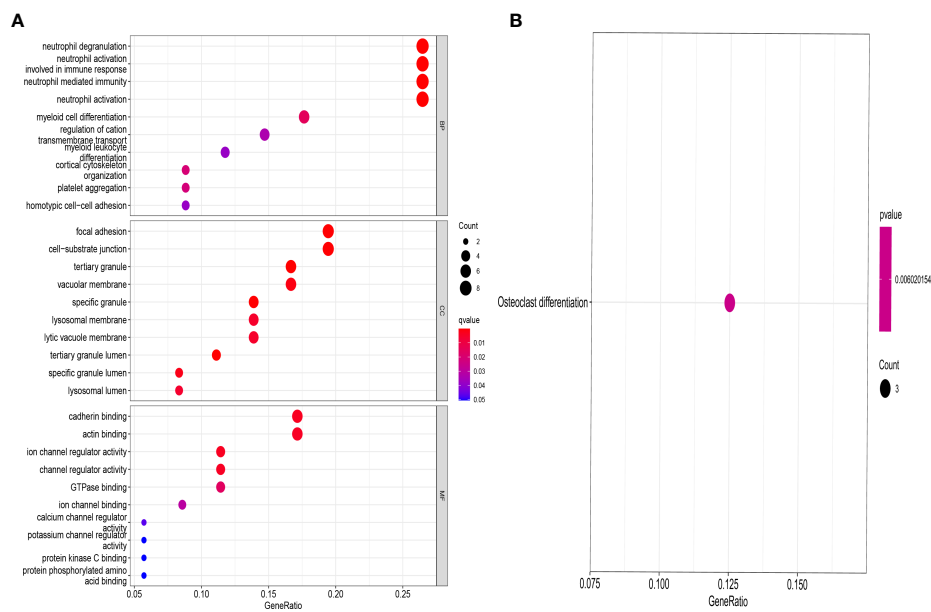 A
neutrophil degranulation
neutrophil activation
involved in immune response
neutrophil mediated immunity
neutrophil activation
myeloid cell differentiation
regulation of cation
transmembrane transport
myeloid leukocyte
differentiation
cortical cytoskeleton
organization
platelet aggregation
homotypic cell-cell adhesion
BP
focal adhesion
cell-substrate junction
tertiary granule
vacuolar membrane
specific granule
lysosomal membrane
lytic vacuole membrane
tertiary granule lumen
specific granule lumen
lysosomal lumen
CC
cadherin binding
actin binding
ion channel regulator activity
channel regulator activity
GTPase binding
ion channel binding
calcium channel regulator
activity
potassium channel regulator
activity
protein kinase C binding
protein phosphorylated amino
acid binding
MF
0.05 0.10 0.15 0.20 0.25
GeneRatio
Count
2
4
6
8
qvalue
0.01
0.02
0.03
0.04
0.05
B
Osteoclast differentiation
0.075 0.100 0.125 0.150
GeneRatio
pvalue
0.006020154
Count
3